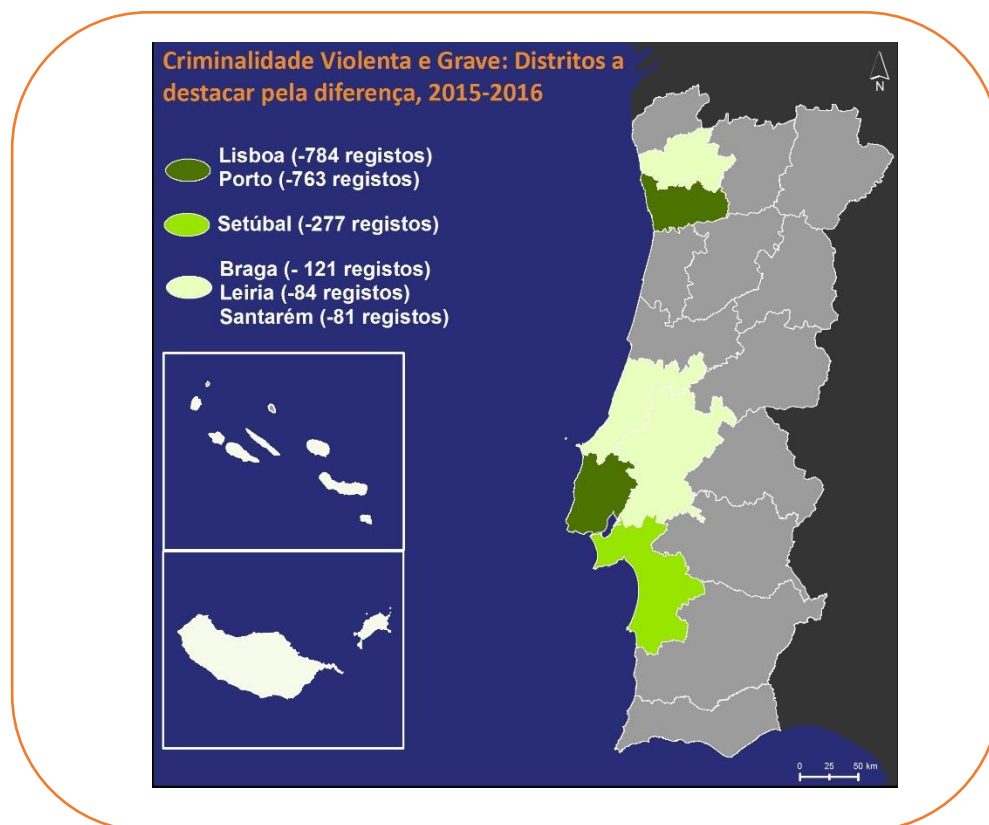 Criminalidade Violenta e Grave: Distritos a
destacar pela diferença, 2015-2016
N
Lisboa (-784 registos)
Porto (-763 registos)
Setúbal (-277 registos)
Braga (- 121 registos)
Leiria (-84 registos)
Santarém (-81 registos)
0 25 50 km